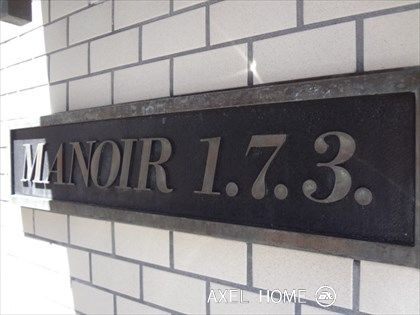 MANOIR 1.7.3.
AXEL HOME